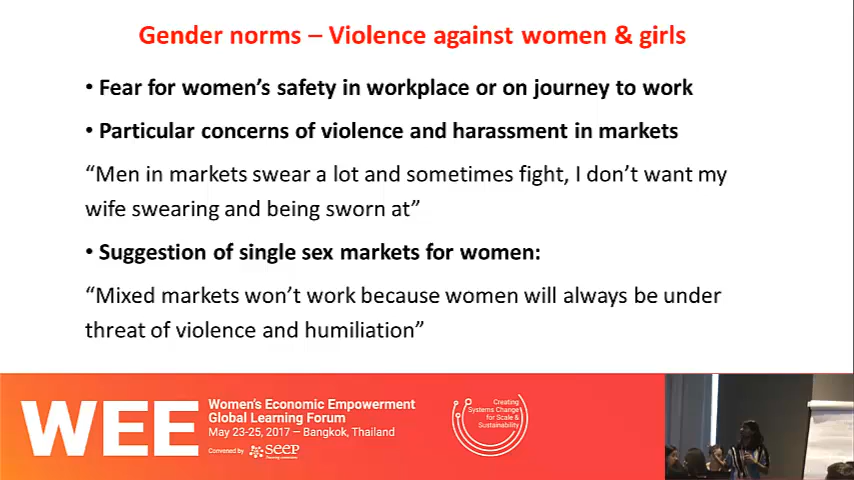 Gender norms – Violence against women & girls
• Fear for women's safety in workplace or on journey to work
• Particular concerns of violence and harassment in markets
“Men in markets swear a lot and sometimes fight, I don't want my
wife swearing and being sworn at”
• Suggestion of single sex markets for women:
“Mixed markets won't work because women will always be under
threat of violence and humiliation”
WEE
Women's Economic Empowerment
Global Learning Forum
May 23-25, 2017 – Bangkok, Thailand
Convened by SEEP
Creating
Systems Change
for Scale &
Sustainability